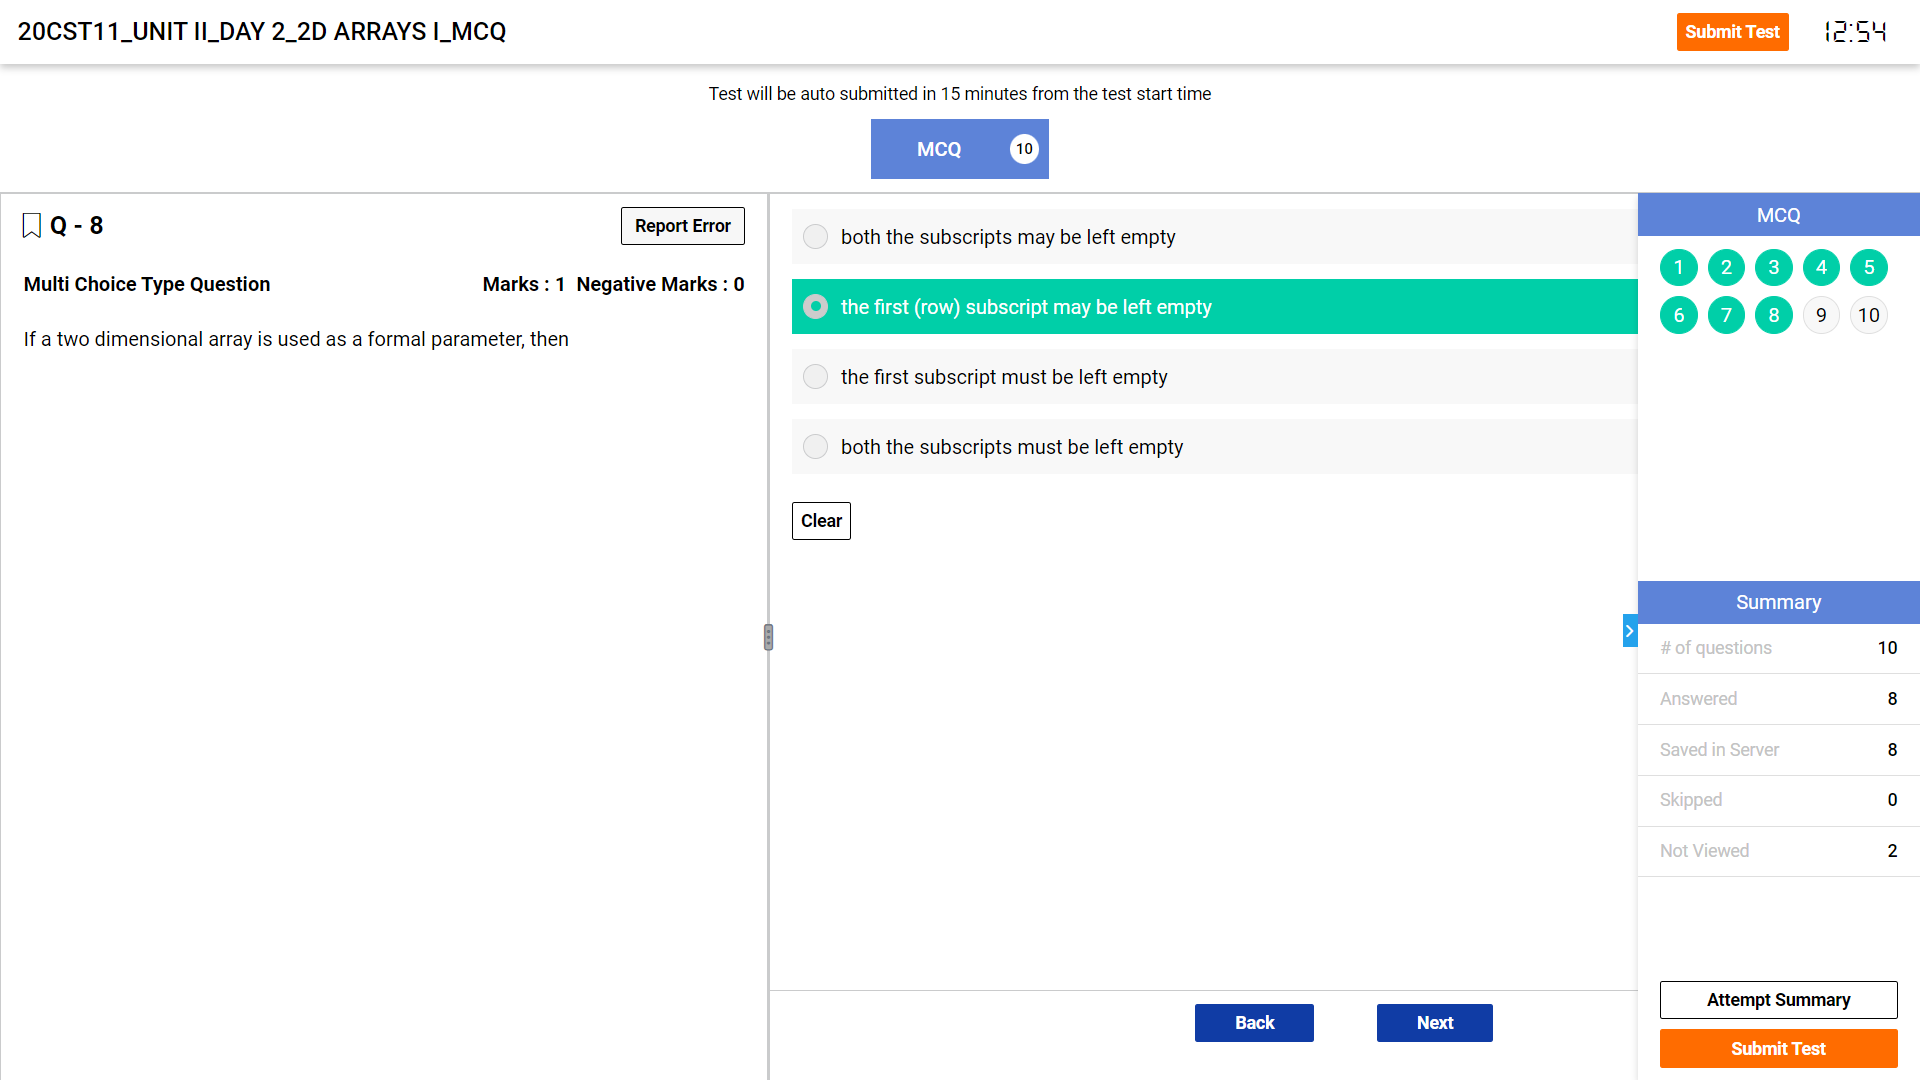 20CST11_UNIT II_DAY 2_2D ARRAYS I_MCQ
Submit Test
12:54
Test will be auto submitted in 15 minutes from the test start time
MCQ 10
Q - 8
Report Error
Multi Choice Type Question
Marks : 1 Negative Marks : 0
If a two dimensional array is used as a formal parameter, then
both the subscripts may be left empty
the first (row) subscript may be left empty
the first subscript must be left empty
both the subscripts must be left empty
Clear
Back
Next
MCQ
1 2 3 4 5
6 7 8 9 10
Summary
# of questions 10
Answered 8
Saved in Server 8
Skipped 0
Not Viewed 2
Attempt Summary
Submit Test